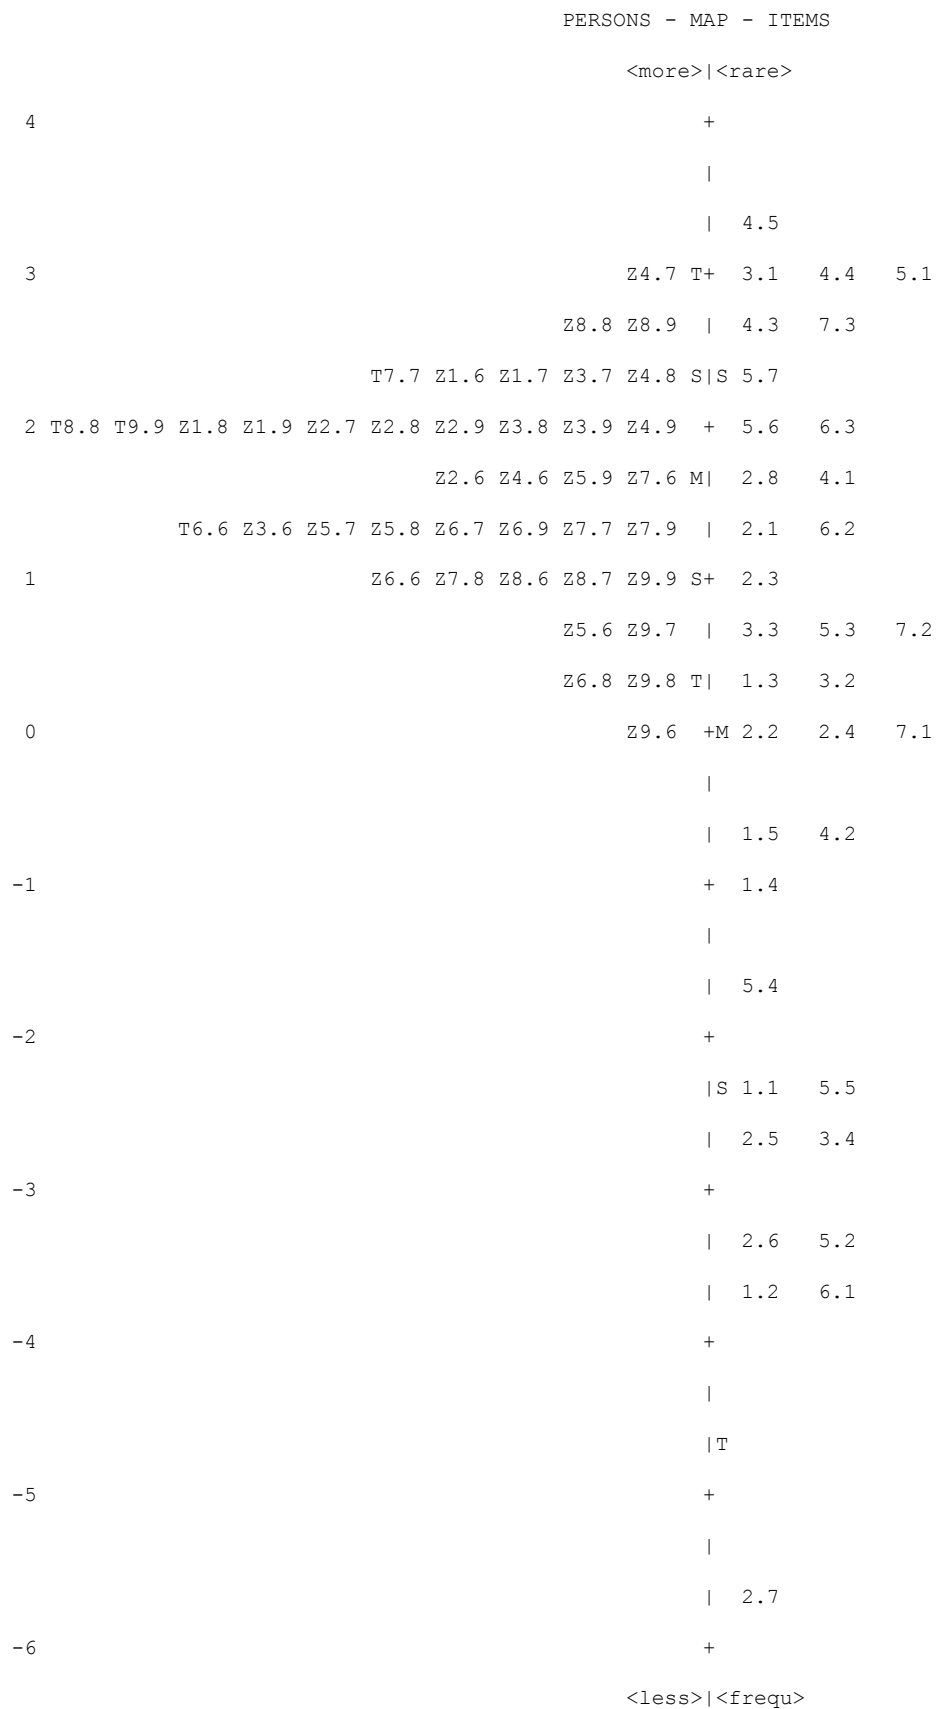 PERSONS - MAP - ITEMS
<more>|<rare>
4 +
|
| 4.5
3 Z4.7 T+ 3.1 4.4 5.1
Z8.8 Z8.9 | 4.3 7.3
T7.7 Z1.6 Z1.7 Z3.7 Z4.8 S|S 5.7
2 T8.8 T9.9 Z1.8 Z1.9 Z2.7 Z2.8 Z2.9 Z3.8 Z3.9 Z4.9 + 5.6 6.3
Z2.6 Z4.6 Z5.9 Z7.6 M| 2.8 4.1
T6.6 Z3.6 Z5.7 Z5.8 Z6.7 Z6.9 Z7.7 Z7.9 | 2.1 6.2
1 Z6.6 Z7.8 Z8.6 Z8.7 Z9.9 S+ 2.3
Z5.6 Z9.7 | 3.3 5.3 7.2
Z6.8 Z9.8 T| 1.3 3.2
0 Z9.6 +M 2.2 2.4 7.1
|
| 1.5 4.2
-1 + 1.4
|
| 5.4
-2 +
|S 1.1 5.5
| 2.5 3.4
-3 +
| 2.6 5.2
| 1.2 6.1
-4 +
|
|T
-5 +
|
| 2.7
-6 +
<less>|<frequ>